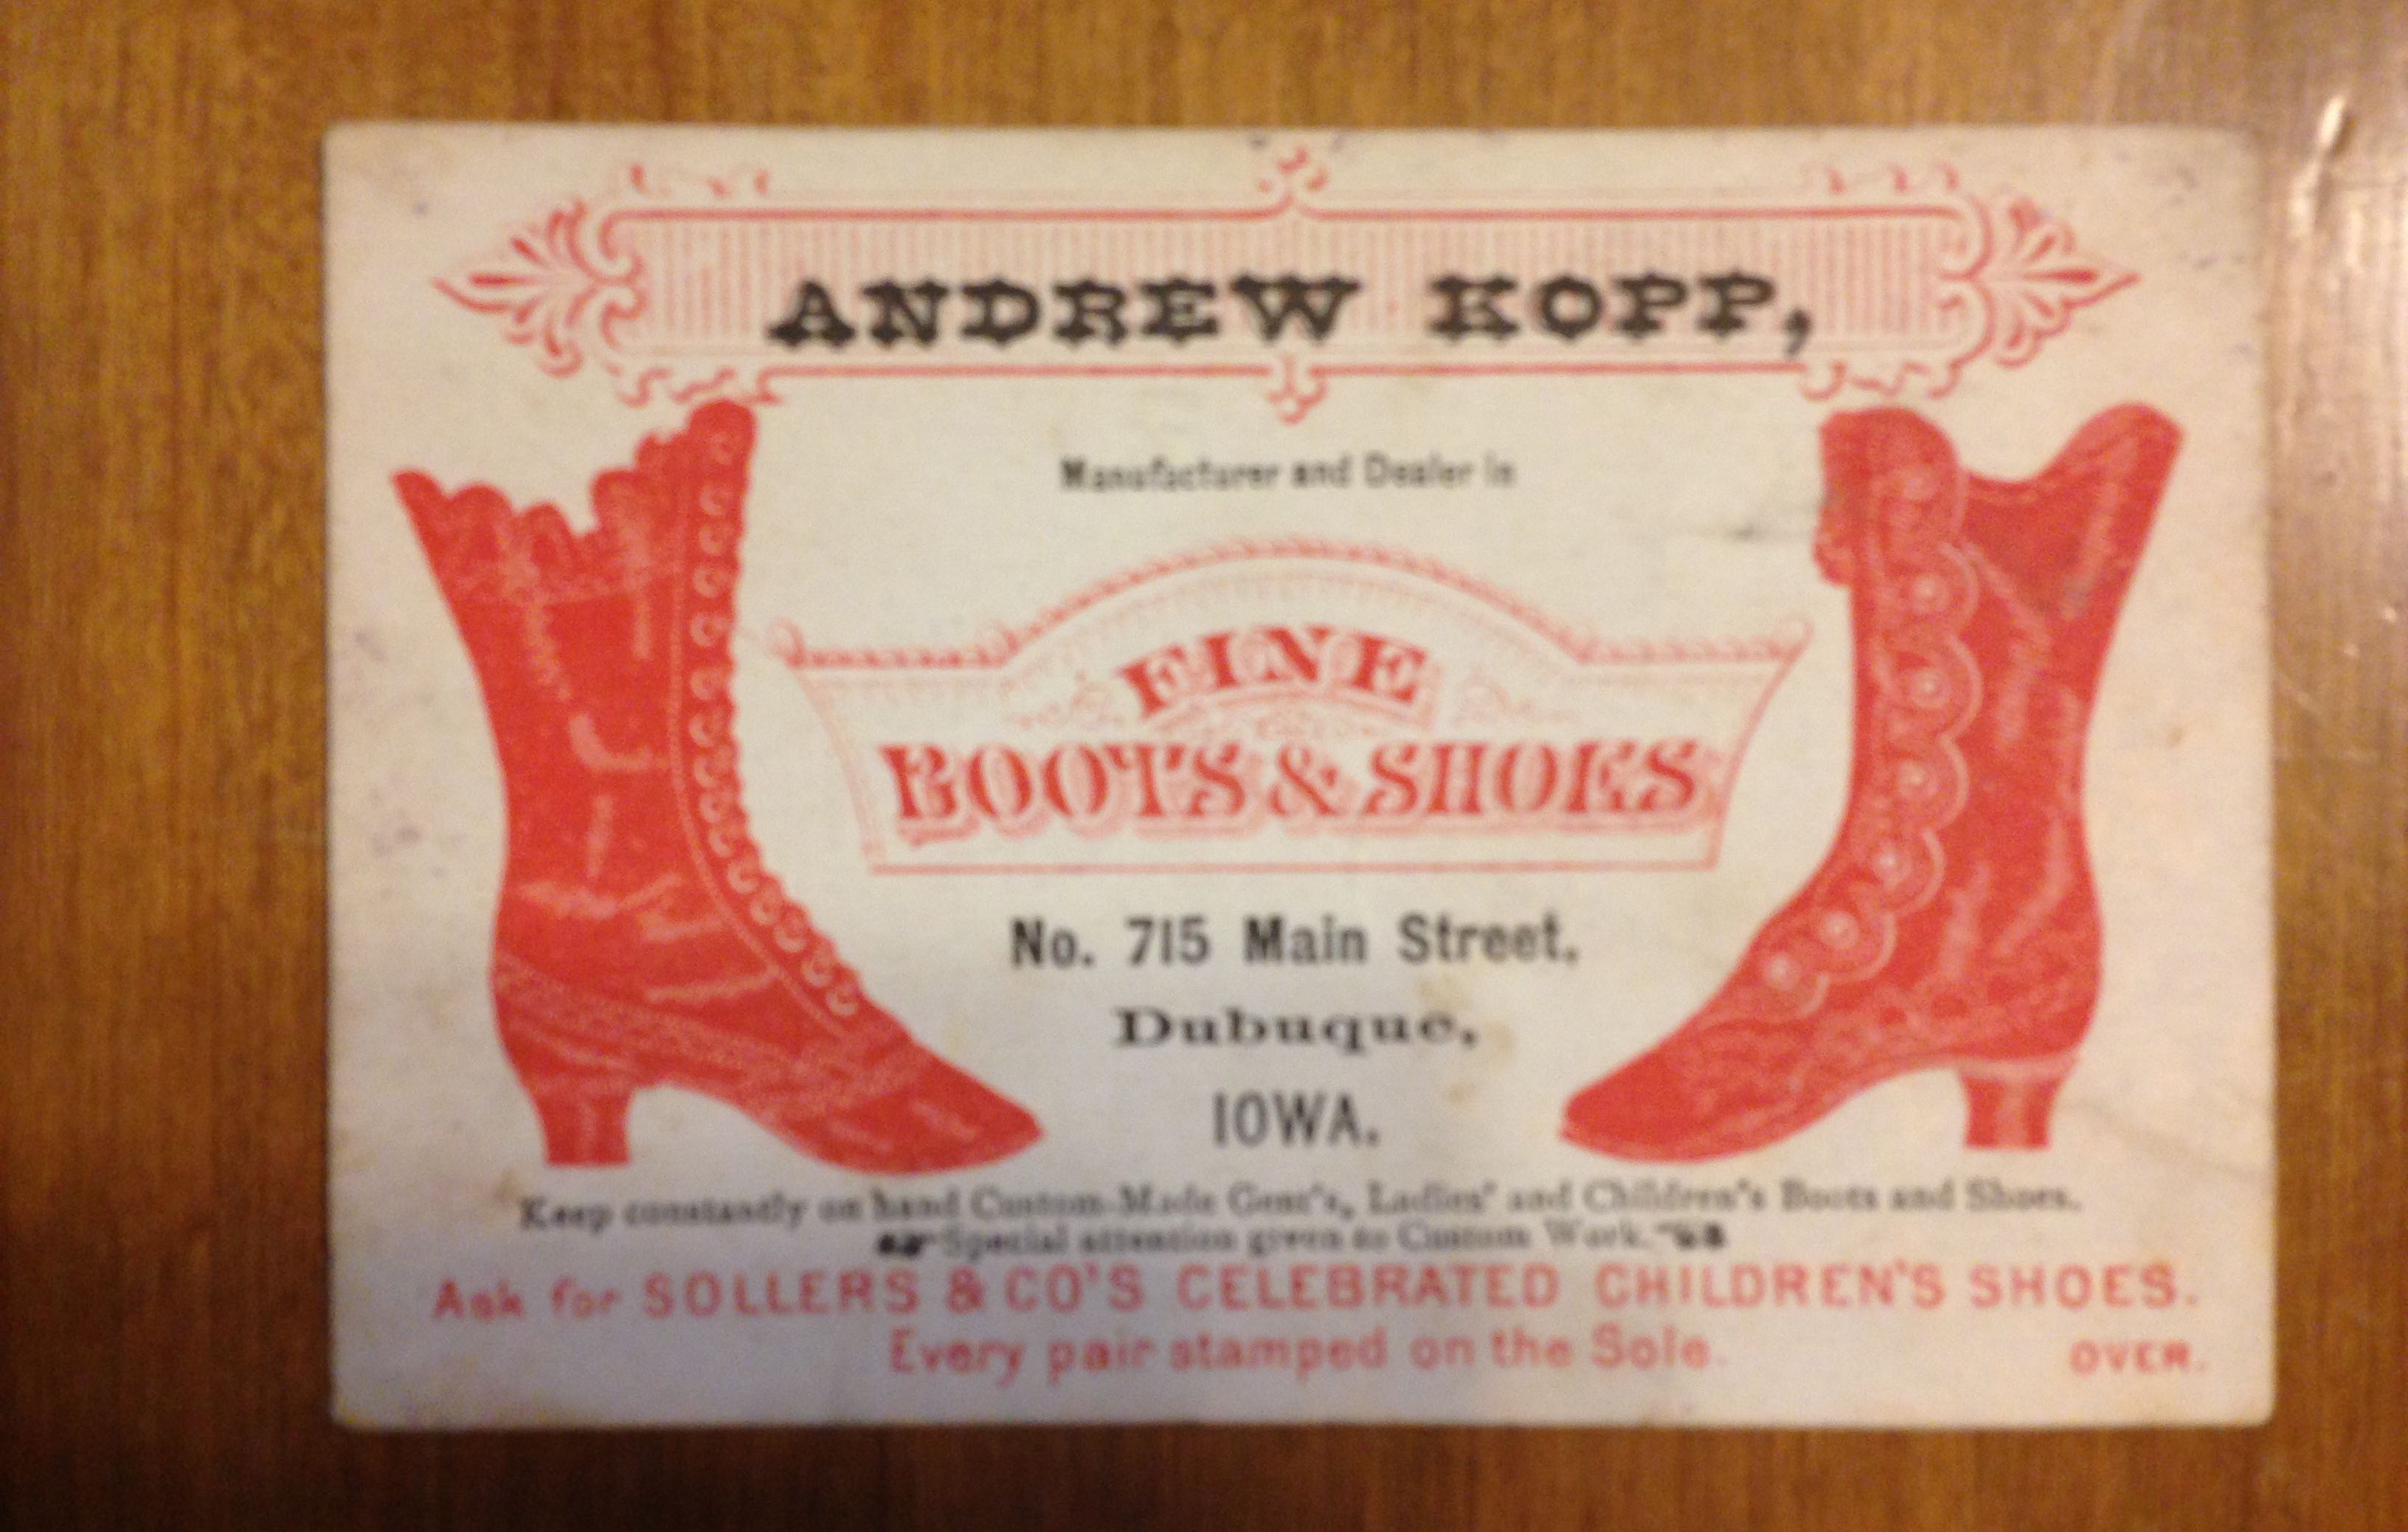 ANDREW KOPP,
Manufacturer and Dealer in
FINE
BOOTS & SHOES
No. 715 Main Street,
Dubuque,
IOWA.
Keep constantly on hand Custom-Made Gent's, Ladies' and Children's Boots and Shoes.
Special attention given to Custom Work.
Ask for SOLLERS & CO'S CELEBRATED CHILDREN'S SHOES.
Every pair stamped on the Sole.
OVER.